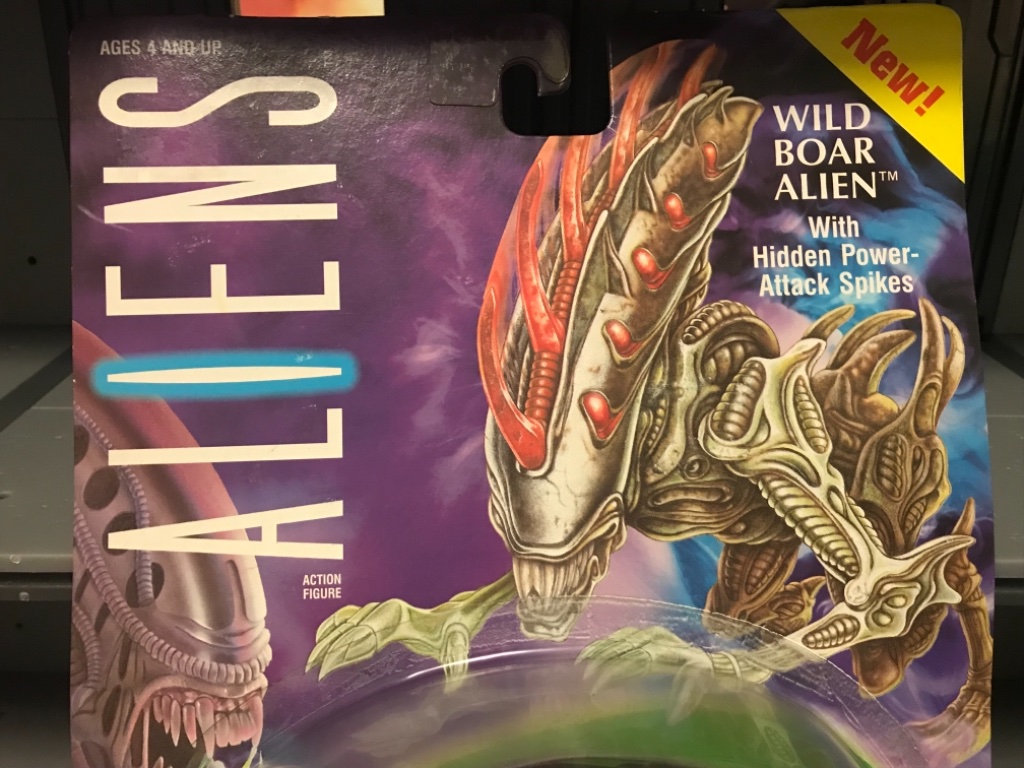 AGES 4 AND UP
ALIENS
ACTION
FIGURE
New!
WILD
BOAR
ALIEN™
With
Hidden Power-
Attack Spikes